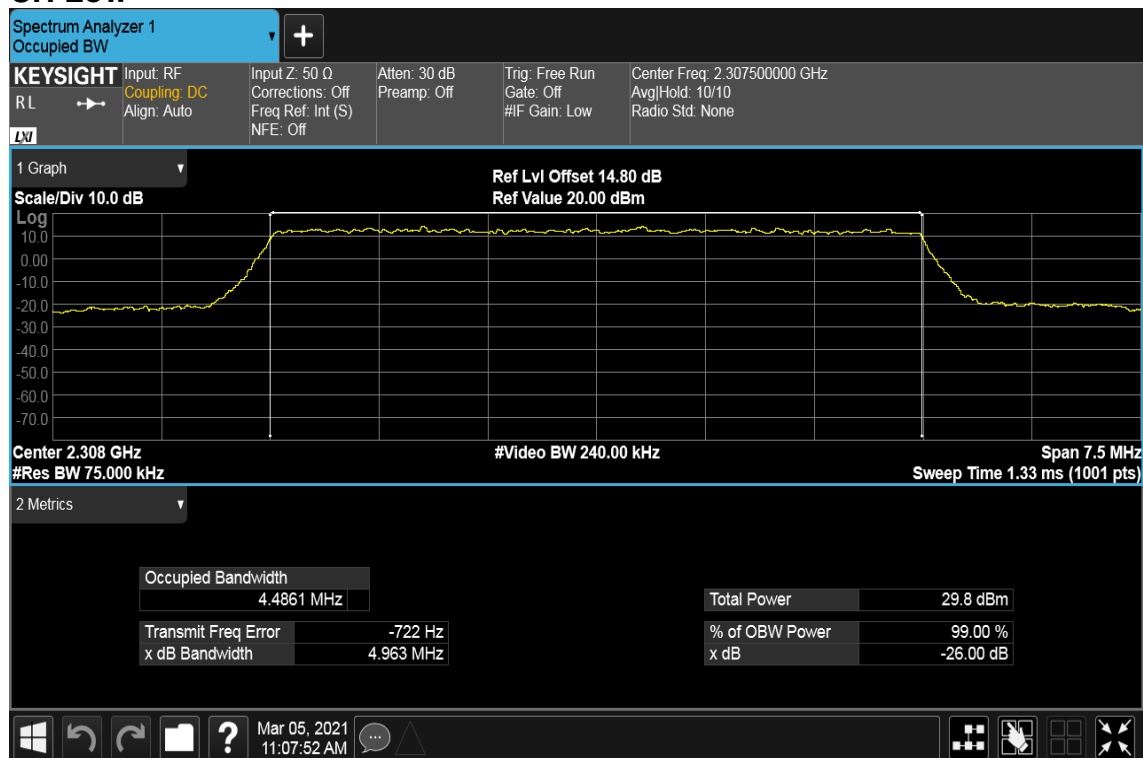 Spectrum Analyzer 1
Occupied BW
KEYSIGHT
R L
LXI
Input: RF
Coupling: DC
Align: Auto
Input Z: 50 Ω
Corrections: Off
Freq Ref: Int (S)
NFE: Off
Atten: 30 dB
Preamp: Off
Trig: Free Run
Gate: Off
#IF Gain: Low
Center Freq: 2.307500000 GHz
Avg|Hold: 10/10
Radio Std: None
1 Graph
Scale/Div 10.0 dB
Ref Lvl Offset 14.80 dB
Ref Value 20.00 dBm
Log
10.0
0.00
-10.0
-20.0
-30.0
-40.0
-50.0
-60.0
-70.0
Center 2.308 GHz
#Video BW 240.00 kHz
Span 7.5 MHz
#Res BW 75.000 kHz
Sweep Time 1.33 ms (1001 pts)
2 Metrics
Occupied Bandwidth
4.4861 MHz
Total Power 29.8 dBm
Transmit Freq Error -722 Hz
% of OBW Power 99.00 %
x dB Bandwidth 4.963 MHz
x dB -26.00 dB
?
Mar 05, 2021
11:07:52 AM